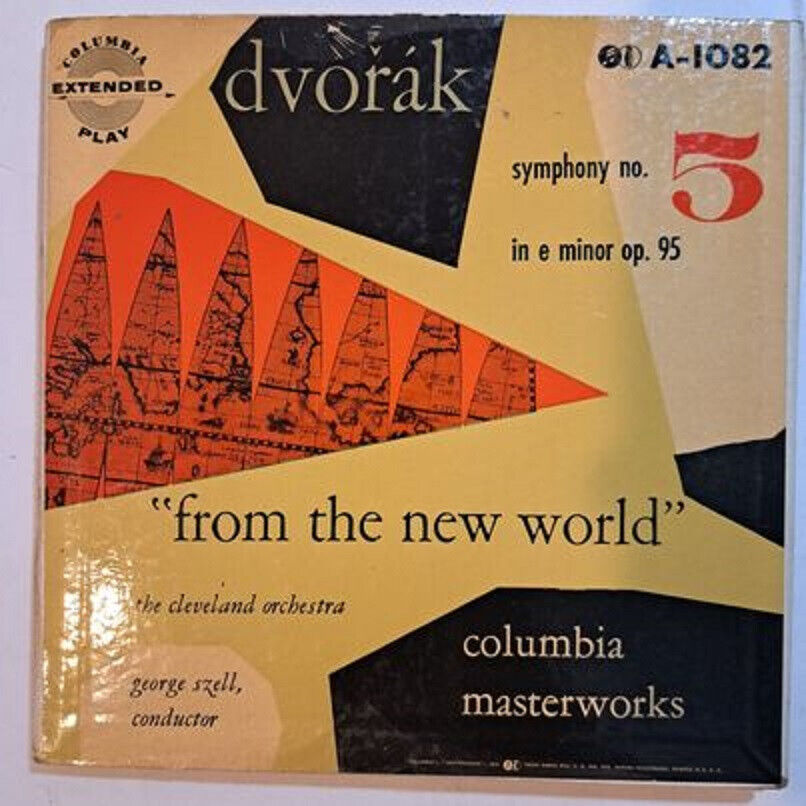 COLUMBIA
EXTENDED
PLAY
dvořák
A-1082
symphony no. 5
in e minor op. 95
“from the new world”
the cleveland orchestra
george szell,
conductor
columbia
masterworks